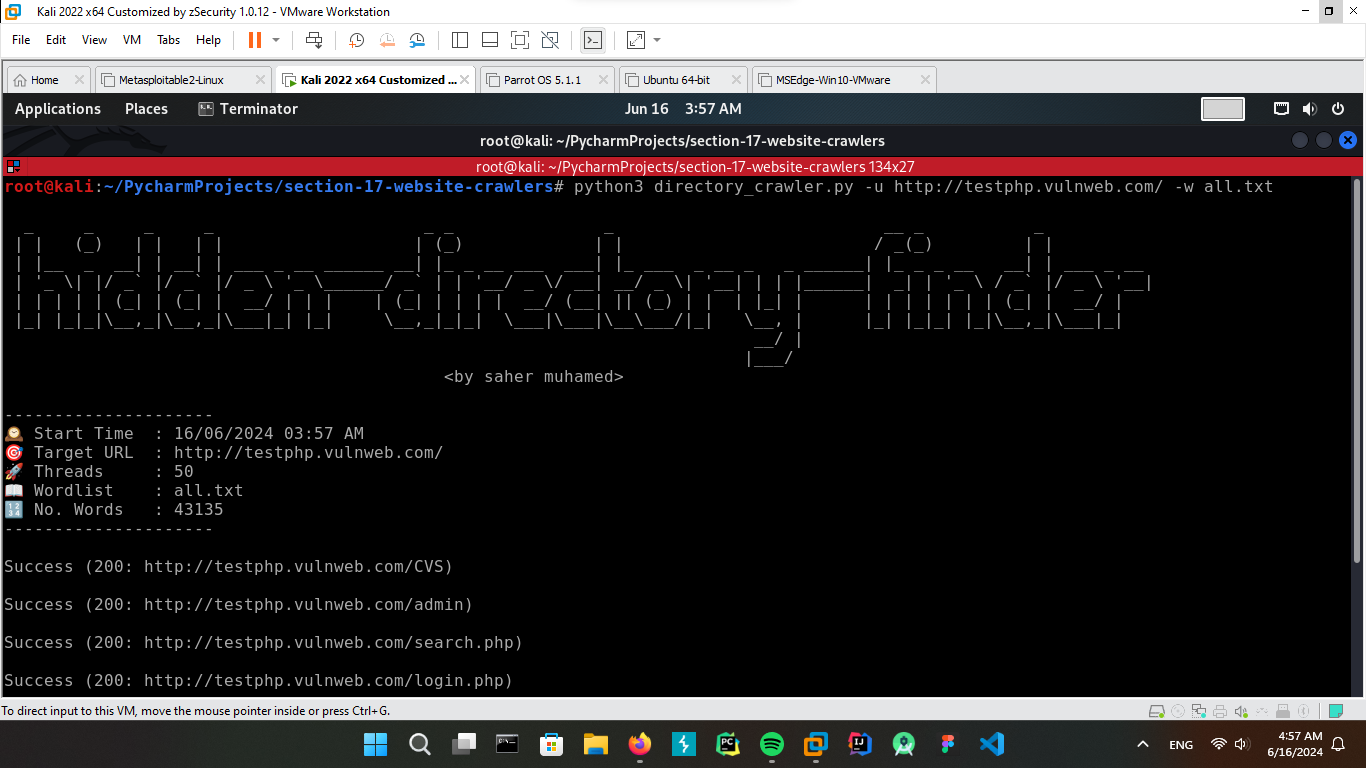 Kali 2022 x64 Customized by zSecurity 1.0.12 - VMware Workstation
File Edit View VM Tabs Help
Home Metasploitable2-Linux Kali 2022 x64 Customized ... Parrot OS 5.1.1 Ubuntu 64-bit MSEdge-Win10-VMware
Applications Places Terminator Jun 16 3:57 AM
root@kali: ~/PycharmProjects/section-17-website-crawlers
root@kali: ~/PycharmProjects/section-17-website-crawlers 134x27
root@kali:~/PycharmProjects/section-17-website-crawlers# python3 directory_crawler.py -u http://testphp.vulnweb.com/ -w all.txt
hidden-directory-finder
<by saher muhamed>
---------------------
Start Time : 16/06/2024 03:57 AM
Target URL : http://testphp.vulnweb.com/
Threads : 50
Wordlist : all.txt
No. Words : 43135
---------------------
Success (200: http://testphp.vulnweb.com/CVS)
Success (200: http://testphp.vulnweb.com/admin)
Success (200: http://testphp.vulnweb.com/search.php)
Success (200: http://testphp.vulnweb.com/login.php)
To direct input to this VM, move the mouse pointer inside or press Ctrl+G.
ENG 4:57 AM
6/16/2024